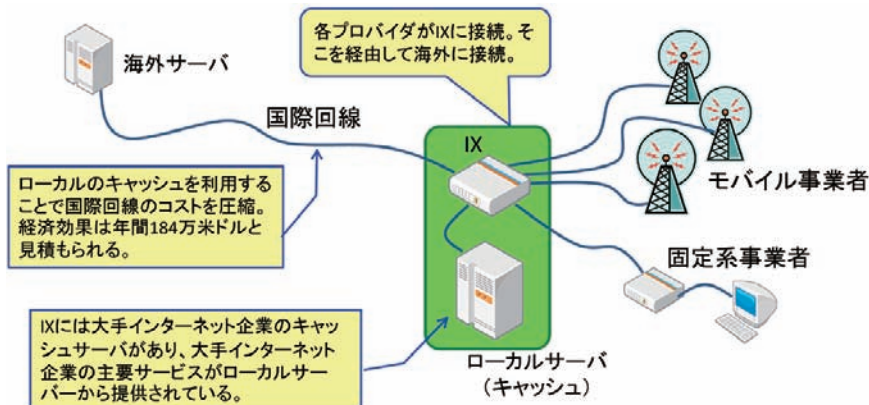 各プロバイダがIXに接続。そ
こを経由して海外に接続。
海外サーバ
国際回線
IX
モバイル事業者
ローカルのキャッシュを利用する
ことで国際回線のコストを圧縮。
経済効果は年間184万米ドルと
見積もられる。
固定系事業者
IXには大手インターネット企業のキャッ
シュサーバがあり、大手インターネット
企業の主要サービスがローカルサー
バーから提供されている。
ローカルサーバ
(キャッシュ)